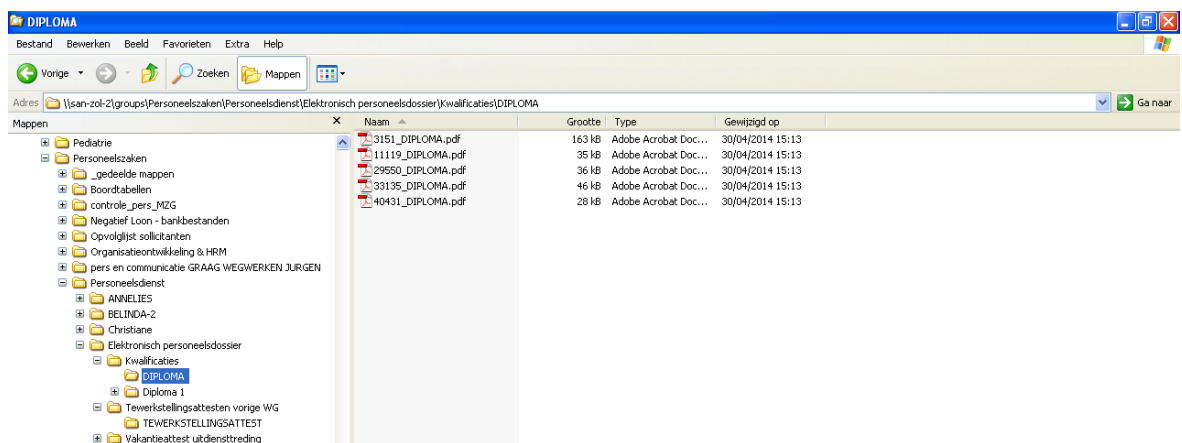 DIPLOMA
Bestand Bewerken Beeld Favorieten Extra Help
Vorige Zoeken Mappen
Adres \\san-zol-2\groups\Personeelszaken\Personeelsdienst\Elektronisch personeelsdossier\Kwalificaties\DIPLOMA Ga naar
Mappen
Pediatrie
Personeelszaken
_gedeelde mappen
Boordtabellen
controle_pers_MZG
Negatief Loon - bankbestanden
Opvolglijst sollicitanten
Organisatieontwikkeling & HRM
pers en communicatie GRAAG WEGWERKEN JURGEN
Personeelsdienst
ANNELIES
BELINDA-2
Christiane
Elektronisch personeelsdossier
Kwalificaties
DIPLOMA
Diploma 1
Tewerkstellingsattesten vorige WG
TEWERKSTELLINGSATTEST
Vakantieattest uitdiensttreding
Naam Grootte Type Gewijzigd op
3151_DIPLOMA.pdf 163 kB Adobe Acrobat Doc... 30/04/2014 15:13
11119_DIPLOMA.pdf 35 kB Adobe Acrobat Doc... 30/04/2014 15:13
29550_DIPLOMA.pdf 36 kB Adobe Acrobat Doc... 30/04/2014 15:13
33135_DIPLOMA.pdf 46 kB Adobe Acrobat Doc... 30/04/2014 15:13
40431_DIPLOMA.pdf 28 kB Adobe Acrobat Doc... 30/04/2014 15:13